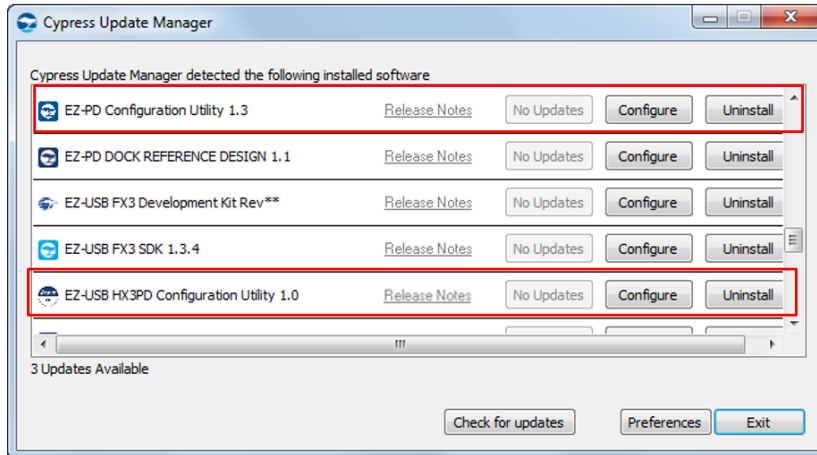 Cypress Update Manager
Cypress Update Manager detected the following installed software
EZ-PD Configuration Utility 1.3 Release Notes No Updates Configure Uninstall
EZ-PD DOCK REFERENCE DESIGN 1.1 Release Notes No Updates Configure Uninstall
EZ-USB FX3 Development Kit Rev** Release Notes No Updates Configure Uninstall
EZ-USB FX3 SDK 1.3.4 Release Notes No Updates Configure Uninstall
EZ-USB HX3PD Configuration Utility 1.0 Release Notes No Updates Configure Uninstall
3 Updates Available
Check for updates Preferences Exit